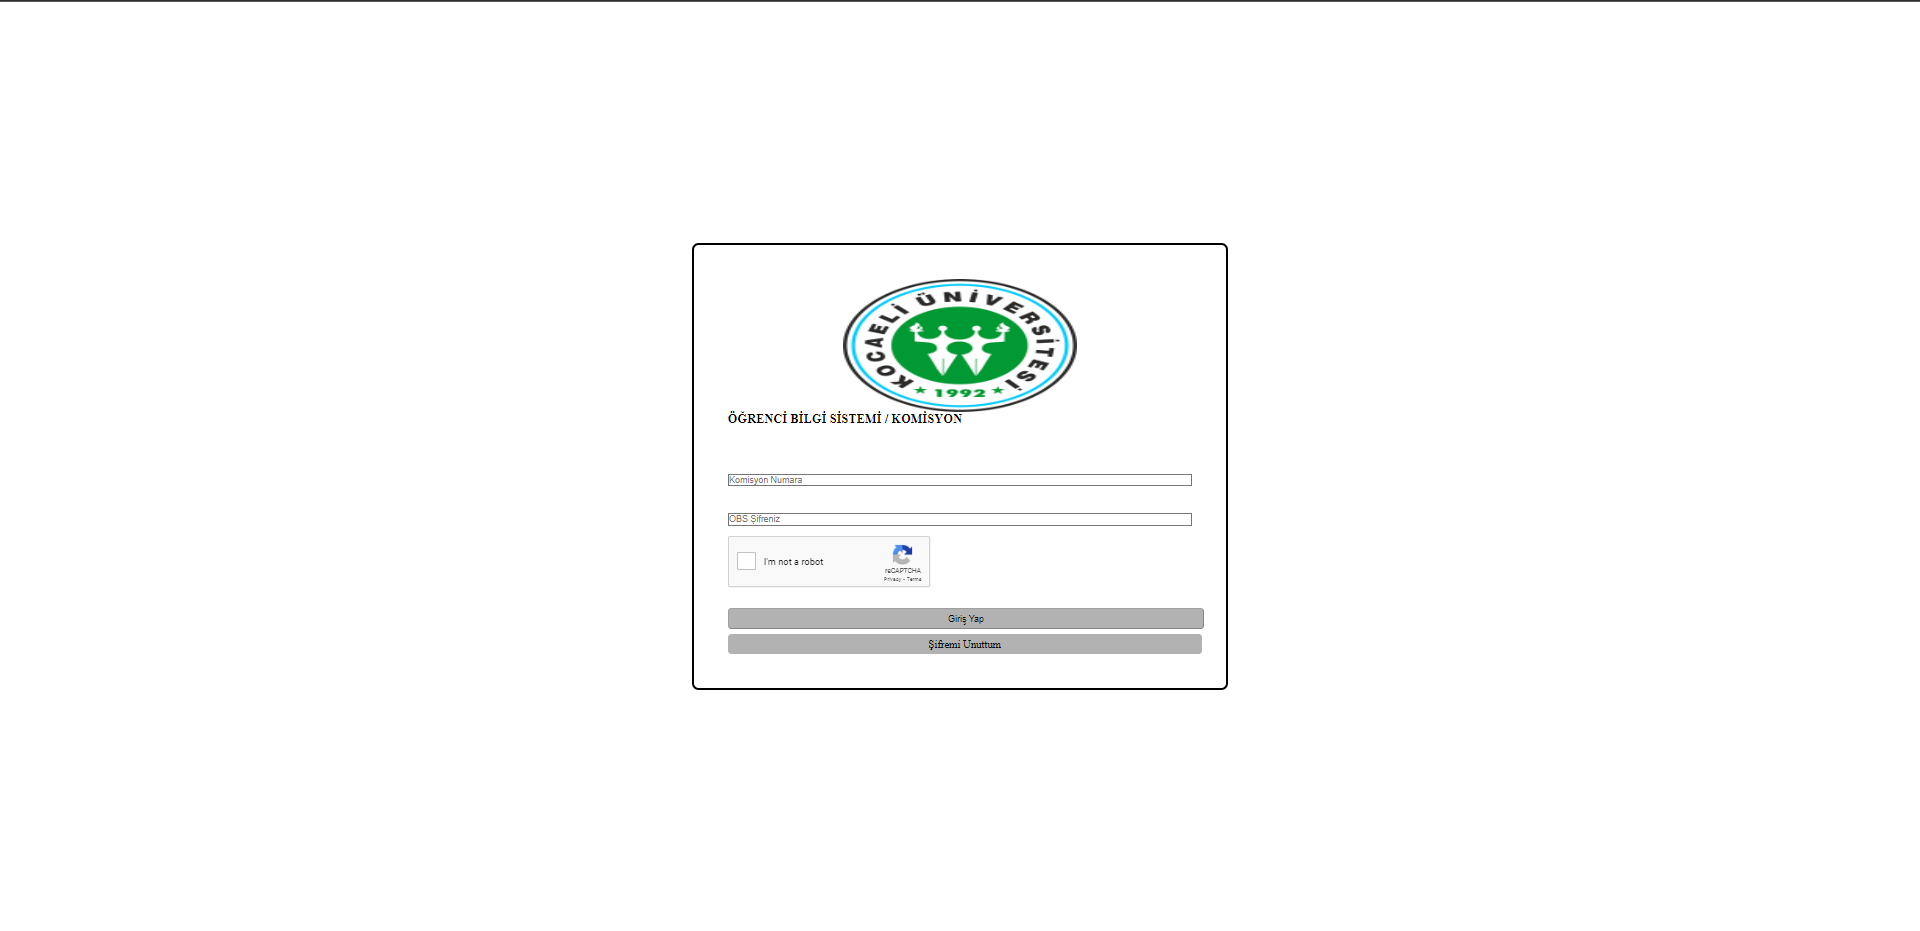 KOCAELİ ÜNİVERSİTESİ
1992
ÖĞRENCİ BİLGİ SİSTEMİ / KOMİSYON
Komisyon Numara
OBS Şifreniz
I'm not a robot
reCAPTCHA
Privacy - Terms
Giriş Yap
Şifremi Unuttum